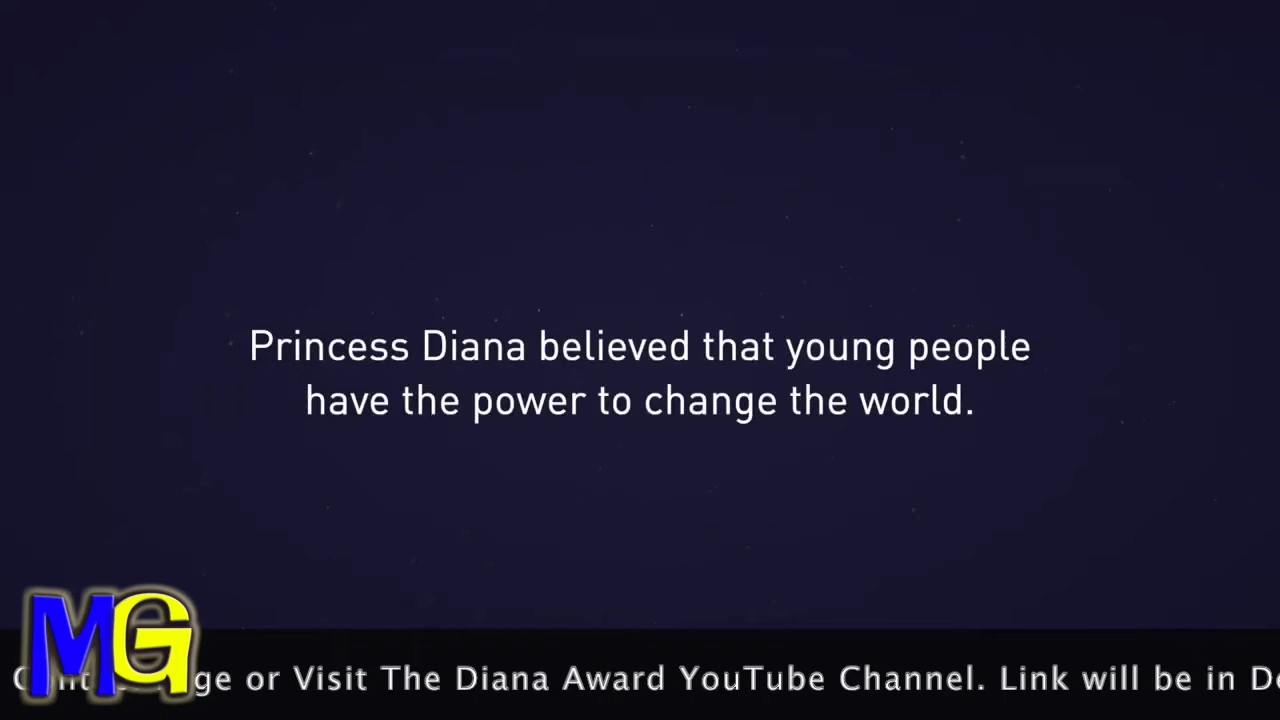 Princess Diana believed that young people
have the power to change the world.
MG
or Visit The Diana Award YouTube Channel. Link will be in